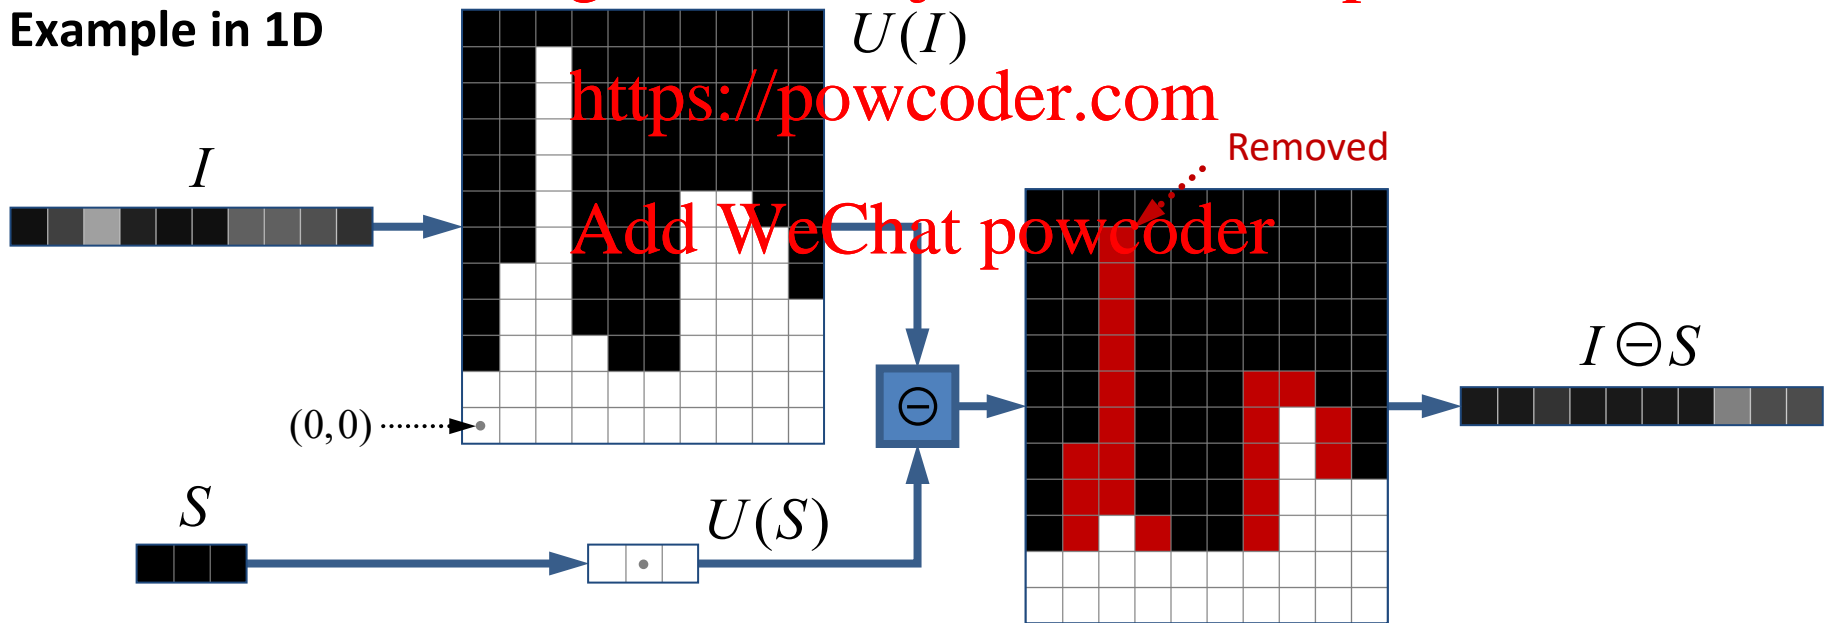 Example in 1D
U(I)
https://powcoder.com
Removed
I
Add WeChat powcoder
I ⊖ S
⊖
(0,0)
S
U(S)